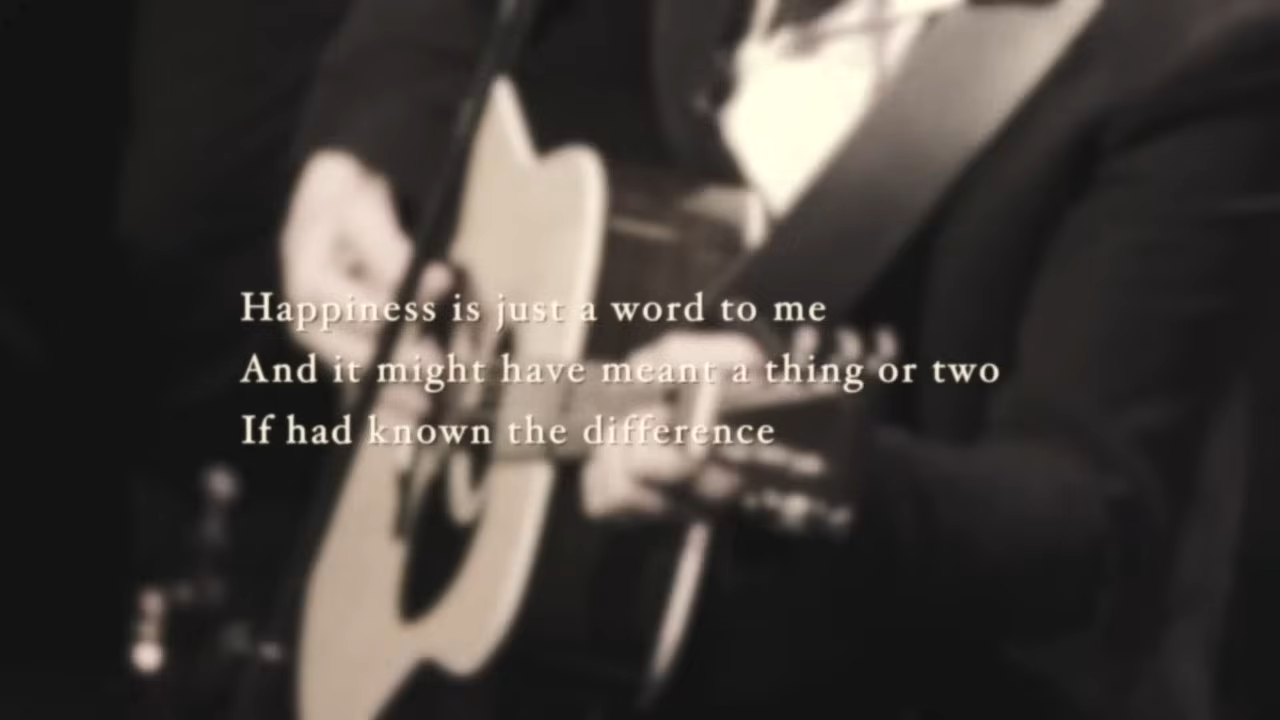 Happiness is just a word to me
And it might have meant a thing or two
If had known the difference